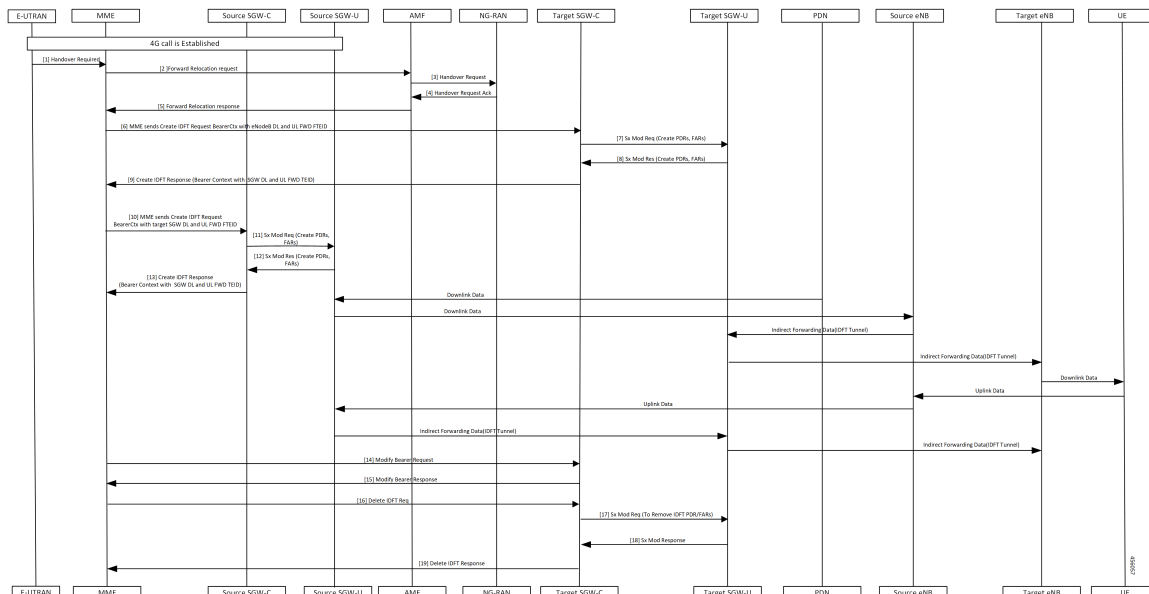 E-UTRAN
MME
Source SGW-C
Source SGW-U
AMF
NG-RAN
Target SGW-C
Target SGW-U
PDN
Source eNB
Target eNB
UE
4G call is Established
[1] Handover Required
[2 ]Forward Relocation request
[3] Handover Request
[4] Handover Request Ack
[5] Forward Relocation response
[6] MME sends Create IDFT Request BearerCtx with eNodeB DL and UL FWD FTEID
[7] Sx Mod Req (Create PDRs, FARs)
[8] Sx Mod Res (Create PDRs, FARs)
[9] Create IDFT Response (Bearer Context with SGW DL and UL FWD TEID)
[10] MME sends Create IDFT Request
BearerCtx with target SGW DL and UL FWD FTEID
[11] Sx Mod Req (Create PDRs,
FARs)
[12] Sx Mod Res (Create PDRs,
FARs)
[13] Create IDFT Response
(Bearer Context with SGW DL and UL FWD TEID)
Downlink Data
Downlink Data
Indirect Forwarding Data(IDFT Tunnel)
Indirect Forwarding Data(IDFT Tunnel)
Downlink Data
Uplink Data
Uplink Data
Indirect Forwarding Data(IDFT Tunnel)
Indirect Forwarding Data(IDFT Tunnel)
[14] Modify Bearer Request
[15] Modify Bearer Response
[16] Delete IDFT Req
[17] Sx Mod Req (To Remove IDFT PDR/FARs)
[18] Sx Mod Response
[19] Delete IDFT Response
456057
E-UTRAN
MME
Source SGW-C
Source SGW-U
AMF
NG-RAN
Target SGW-C
Target SGW-U
PDN
Source eNB
Target eNB
UE